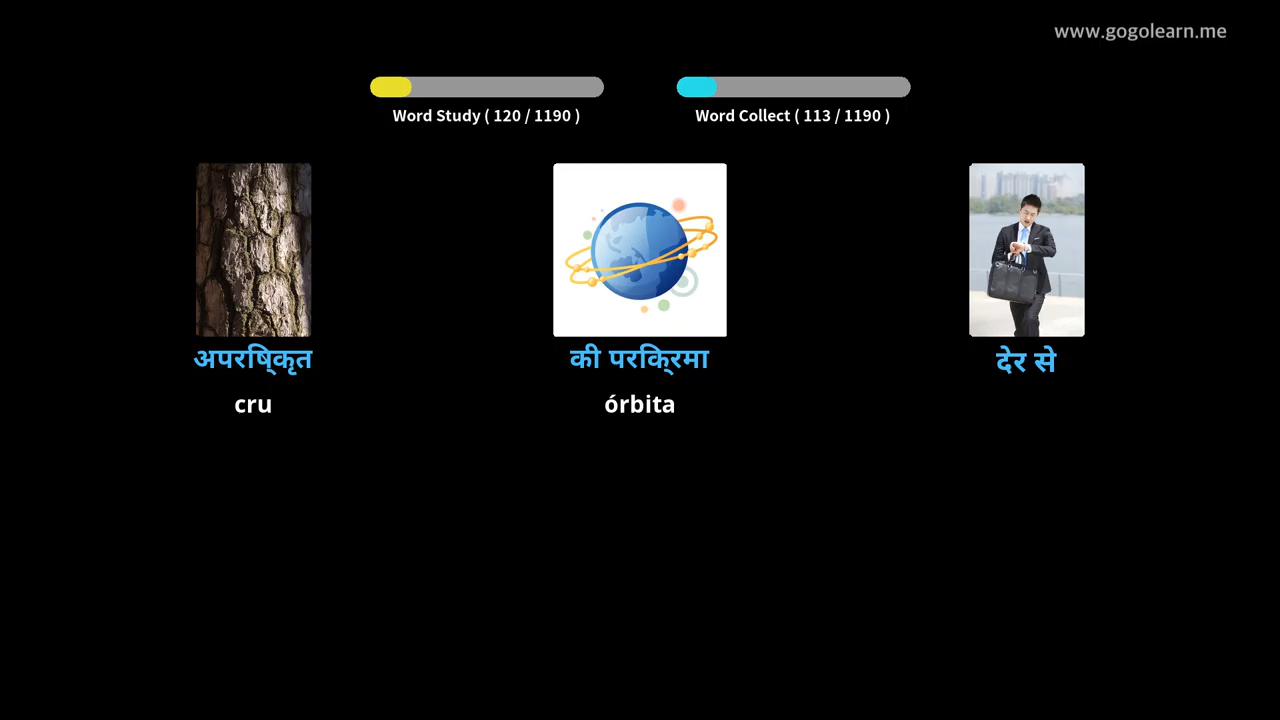 www.gogolearn.me
Word Study ( 120 / 1190 )
Word Collect ( 113 / 1190 )
अपरिष्कृत
की परिक्रमा
देर से
cru
órbita